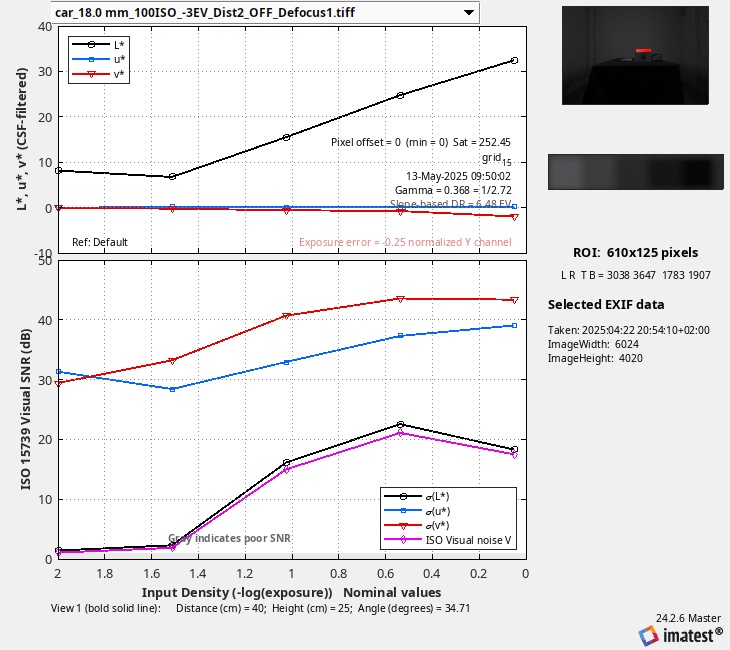 car_18.0 mm_100ISO_-3EV_Dist2_OFF_Defocus1.tiff
40
30
20
10
0
-10
L*, u*, v* (CSF-filtered)
L*
u*
v*
Pixel offset = 0 (min = 0) Sat = 252.45
grid15
13-May-2025 09:50:02
Gamma = 0.368 = 1/2.72
Slope-based DR = 6.48 EV
Ref: Default
Exposure error = -0.25 normalized Y channel
50
40
30
20
10
0
ISO 15739 Visual SNR (dB)
Gray indicates poor SNR
𝜎(L*)
𝜎(u*)
𝜎(v*)
ISO Visual noise V
2 1.8 1.6 1.4 1.2 1 0.8 0.6 0.4 0.2 0
Input Density (-log(exposure)) Nominal values
View 1 (bold solid line): Distance (cm) = 40; Height (cm) = 25; Angle (degrees) = 34.71
ROI: 610x125 pixels
L R T B = 3038 3647 1783 1907
Selected EXIF data
Taken: 2025:04:22 20:54:10+02:00
ImageWidth: 6024
ImageHeight: 4020
24.2.6 Master
imatest®